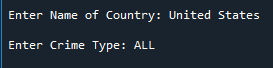 Enter Name of Country: United States
Enter Crime Type: ALL